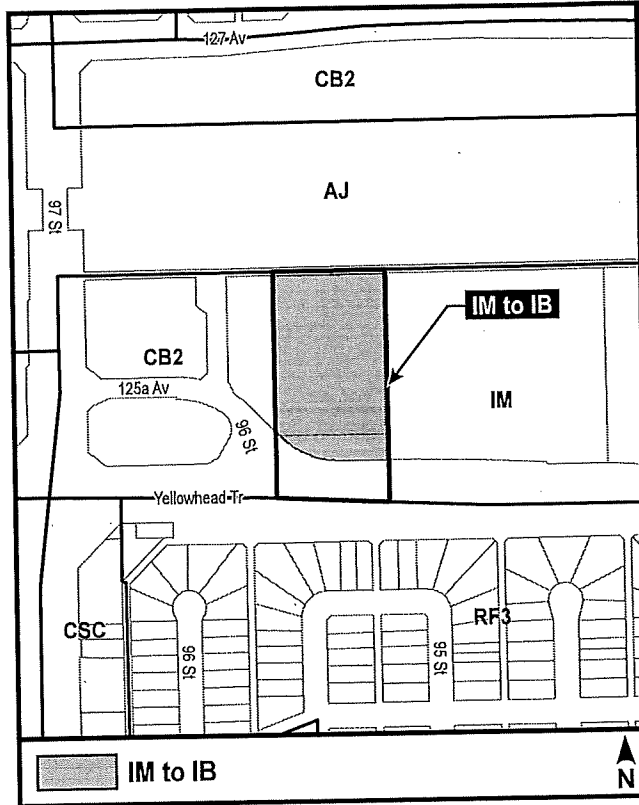 127 Av
CB2
AJ
97 St
IM to IB
CB2
125a Av
IM
96 St
Yellowhead Tr
CSC
RF3
96 St
95 St
IM to IB
N